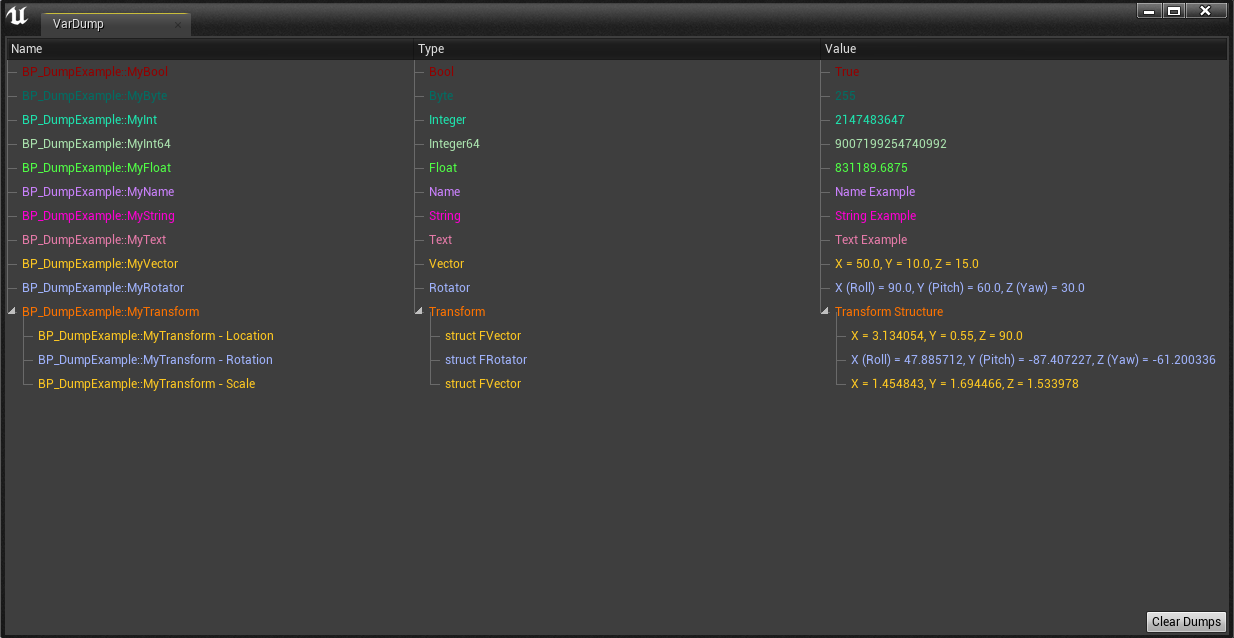 VarDump
Name Type Value
BP_DumpExample::MyBool Bool True
BP_DumpExample::MyByte Byte 255
BP_DumpExample::MyInt Integer 2147483647
BP_DumpExample::MyInt64 Integer64 9007199254740992
BP_DumpExample::MyFloat Float 831189.6875
BP_DumpExample::MyName Name Name Example
BP_DumpExample::MyString String String Example
BP_DumpExample::MyText Text Text Example
BP_DumpExample::MyVector Vector X = 50.0, Y = 10.0, Z = 15.0
BP_DumpExample::MyRotator Rotator X (Roll) = 90.0, Y (Pitch) = 60.0, Z (Yaw) = 30.0
BP_DumpExample::MyTransform Transform Transform Structure
BP_DumpExample::MyTransform - Location struct FVector X = 3.134054, Y = 0.55, Z = 90.0
BP_DumpExample::MyTransform - Rotation struct FRotator X (Roll) = 47.885712, Y (Pitch) = -87.407227, Z (Yaw) = -61.200336
BP_DumpExample::MyTransform - Scale struct FVector X = 1.454843, Y = 1.694466, Z = 1.533978
Clear Dumps